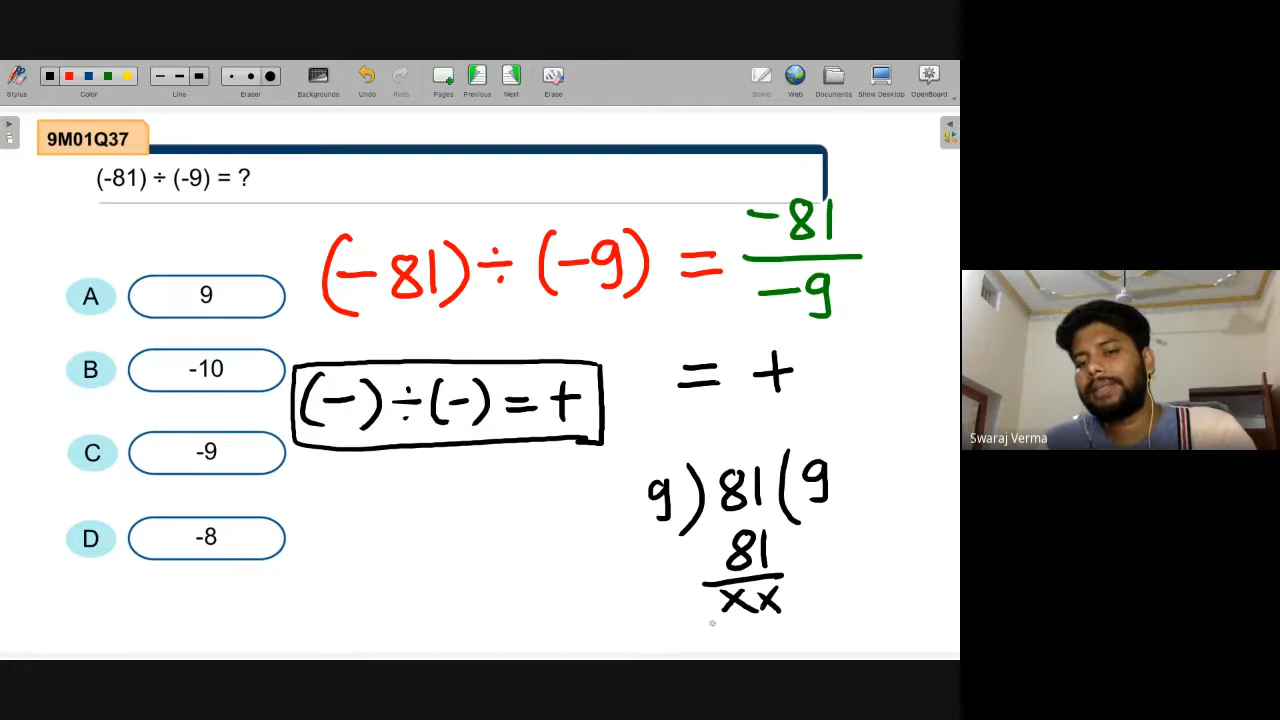 Stylus
Color
Line
Eraser
Backgrounds
Undo
Redo
Pages
Previous
Next
Erase
Board
Web
Documents
Show Desktop
OpenBoard
9M01Q37
(-81) ÷ (-9) = ?
(-81) ÷ (-9) = -81/-9
A 9
B -10
= +
(-) ÷ (-) = +
C -9
9) 81 (9
81
xx
D -8
Swaraj Verma